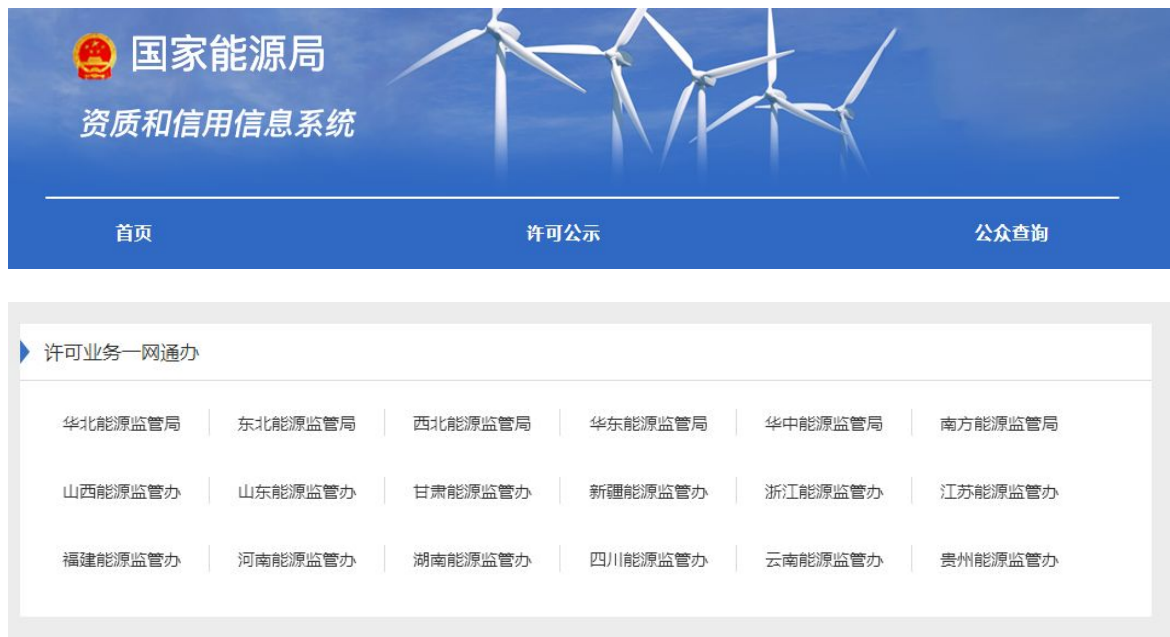 国家能源局
资质和信用信息系统
首页 许可公示 公众查询
许可业务一网通办
华北能源监管局 东北能源监管局 西北能源监管局 华东能源监管局 华中能源监管局 南方能源监管局
山西能源监管办 山东能源监管办 甘肃能源监管办 新疆能源监管办 浙江能源监管办 江苏能源监管办
福建能源监管办 河南能源监管办 湖南能源监管办 四川能源监管办 云南能源监管办 贵州能源监管办